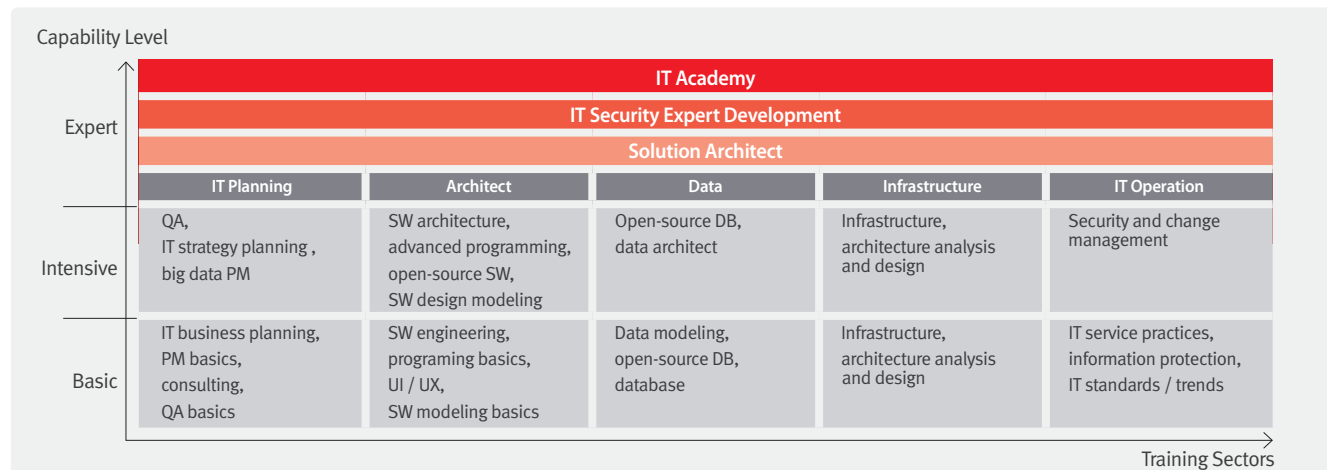 Capability Level
IT Academy
IT Security Expert Development
Expert
Solution Architect
IT Planning
Architect
Data
Infrastructure
IT Operation
Intensive
QA,
IT strategy planning ,
big data PM
SW architecture,
advanced programming,
open-source SW,
SW design modeling
Open-source DB,
data architect
Infrastructure,
architecture analysis
and design
Security and change
management
Basic
IT business planning,
PM basics,
consulting,
QA basics
SW engineering,
programing basics,
UI / UX,
SW modeling basics
Data modeling,
open-source DB,
database
Infrastructure,
architecture analysis
and design
IT service practices,
information protection,
IT standards / trends
Training Sectors